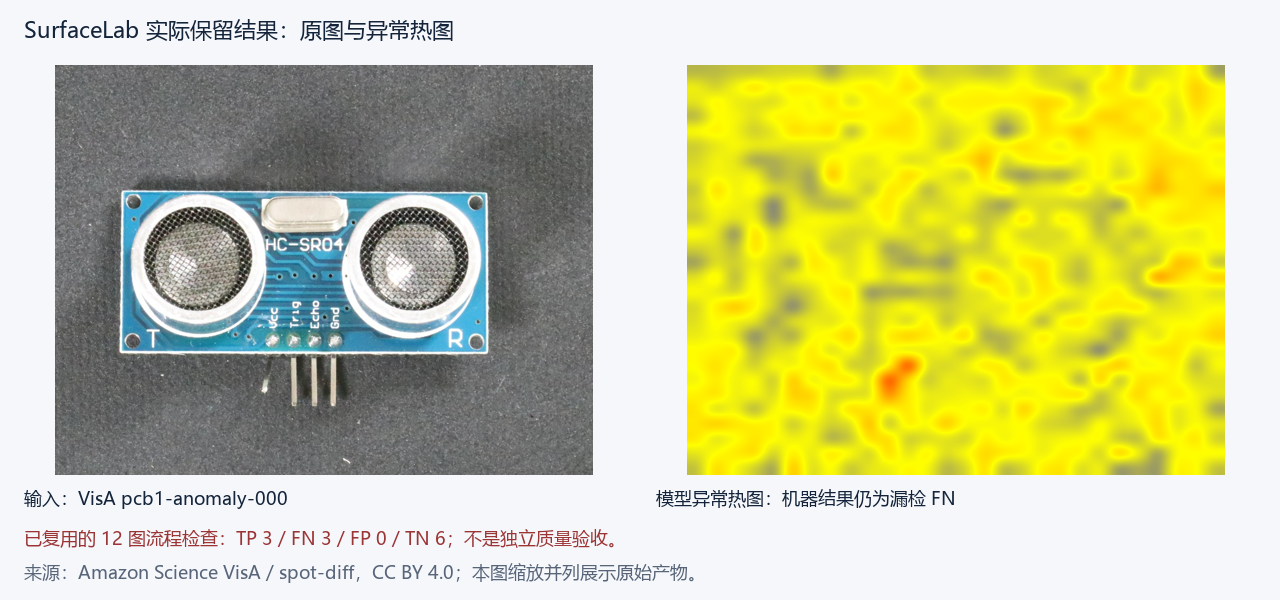 SurfaceLab 实际保留结果：原图与异常热图
HC-SR04
Vcc
Trig
Echo
Gnd
T
R
输入：VisA pcb1-anomaly-000
模型异常热图：机器结果仍为漏检 FN
已复用的 12 图流程检查：TP 3 / FN 3 / FP 0 / TN 6；不是独立质量验收。
来源：Amazon Science VisA / spot-diff，CC BY 4.0；本图缩放并列展示原始产物。